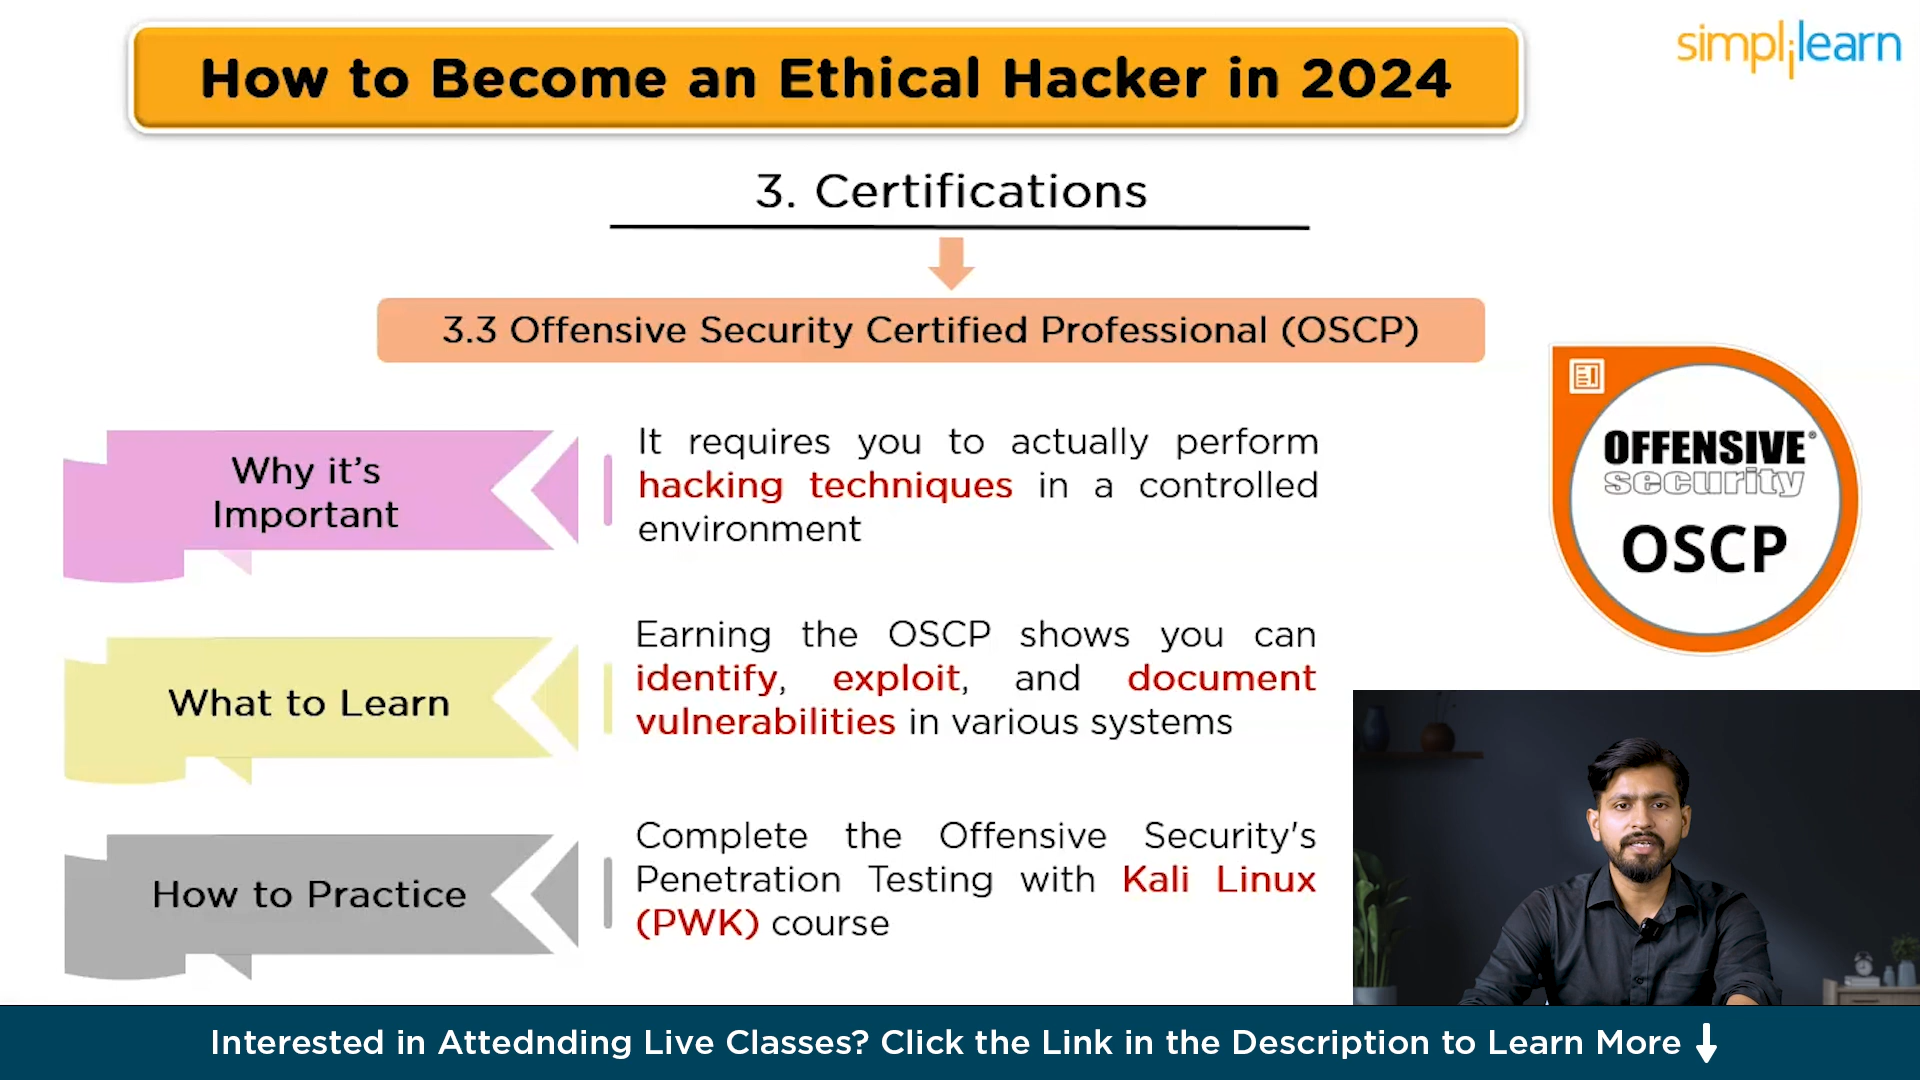 How to Become an Ethical Hacker in 2024
simplilearn
3. Certifications
3.3 Offensive Security Certified Professional (OSCP)
Why it's
Important
It requires you to actually perform
hacking techniques in a controlled
environment
OFFENSIVE®
security
OSCP
What to Learn
Earning the OSCP shows you can
identify, exploit, and document
vulnerabilities in various systems
How to Practice
Complete the Offensive Security's
Penetration Testing with Kali Linux
(PWK) course
Interested in Attednding Live Classes? Click the Link in the Description to Learn More